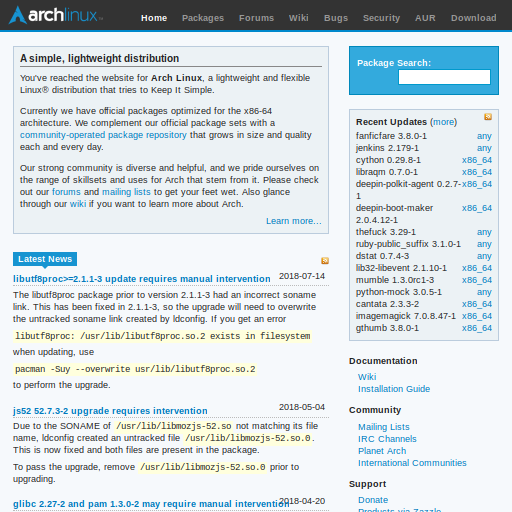 archlinux™
Home Packages Forums Wiki Bugs Security AUR Download
A simple, lightweight distribution
You've reached the website for Arch Linux, a lightweight and flexible
Linux® distribution that tries to Keep It Simple.
Currently we have official packages optimized for the x86-64
architecture. We complement our official package sets with a
community-operated package repository that grows in size and quality
each and every day.
Our strong community is diverse and helpful, and we pride ourselves on
the range of skillsets and uses for Arch that stem from it. Please check
out our forums and mailing lists to get your feet wet. Also glance
through our wiki if you want to learn more about Arch.
Learn more...
Latest News
libutf8proc>=2.1.1-3 update requires manual intervention 2018-07-14
The libutf8proc package prior to version 2.1.1-3 had an incorrect soname
link. This has been fixed in 2.1.1-3, so the upgrade will need to overwrite
the untracked soname link created by ldconfig. If you get an error
libutf8proc: /usr/lib/libutf8proc.so.2 exists in filesystem
when updating, use
pacman -Suy --overwrite usr/lib/libutf8proc.so.2
to perform the upgrade.
js52 52.7.3-2 upgrade requires intervention 2018-05-04
Due to the SONAME of /usr/lib/libmozjs-52.so not matching its file
name, ldconfig created an untracked file /usr/lib/libmozjs-52.so.0.
This is now fixed and both files are present in the package.
To pass the upgrade, remove /usr/lib/libmozjs-52.so.0 prior to
upgrading.
glibc 2.27-2 and pam 1.3.0-2 may require manual intervention 2018-04-20
Package Search:
Recent Updates (more)
fanficfare 3.8.0-1 any
jenkins 2.179-1 any
cython 0.29.8-1 x86_64
libraqm 0.7.0-1 x86_64
deepin-polkit-agent 0.2.7- x86_64
1
deepin-boot-maker x86_64
2.0.4.12-1
thefuck 3.29-1 any
ruby-public_suffix 3.1.0-1 any
dstat 0.7.4-3 any
lib32-libevent 2.1.10-1 x86_64
mumble 1.3.0rc1-3 x86_64
python-mock 3.0.5-1 any
cantata 2.3.3-2 x86_64
imagemagick 7.0.8.47-1 x86_64
gthumb 3.8.0-1 x86_64
Documentation
Wiki
Installation Guide
Community
Mailing Lists
IRC Channels
Planet Arch
International Communities
Support
Donate
Products via Zazzle